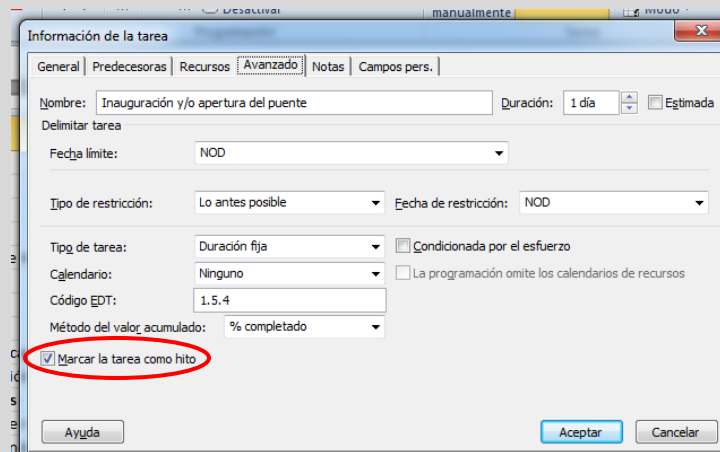 Desactivar
manualmente
Modo
Información de la tarea
General Predecesoras Recursos Avanzado Notas Campos pers.
Nombre: Inauguración y/o apertura del puente Duración: 1 día Estimada
Delimitar tarea
Fecha límite: NOD
Tipo de restricción: Lo antes posible Fecha de restricción: NOD
Tipo de tarea: Duración fija Condicionada por el esfuerzo
Calendario: Ninguno La programación omite los calendarios de recursos
Código EDT: 1.5.4
Método del valor acumulado: % completado
Marcar la tarea como hito
Ayuda Aceptar Cancelar